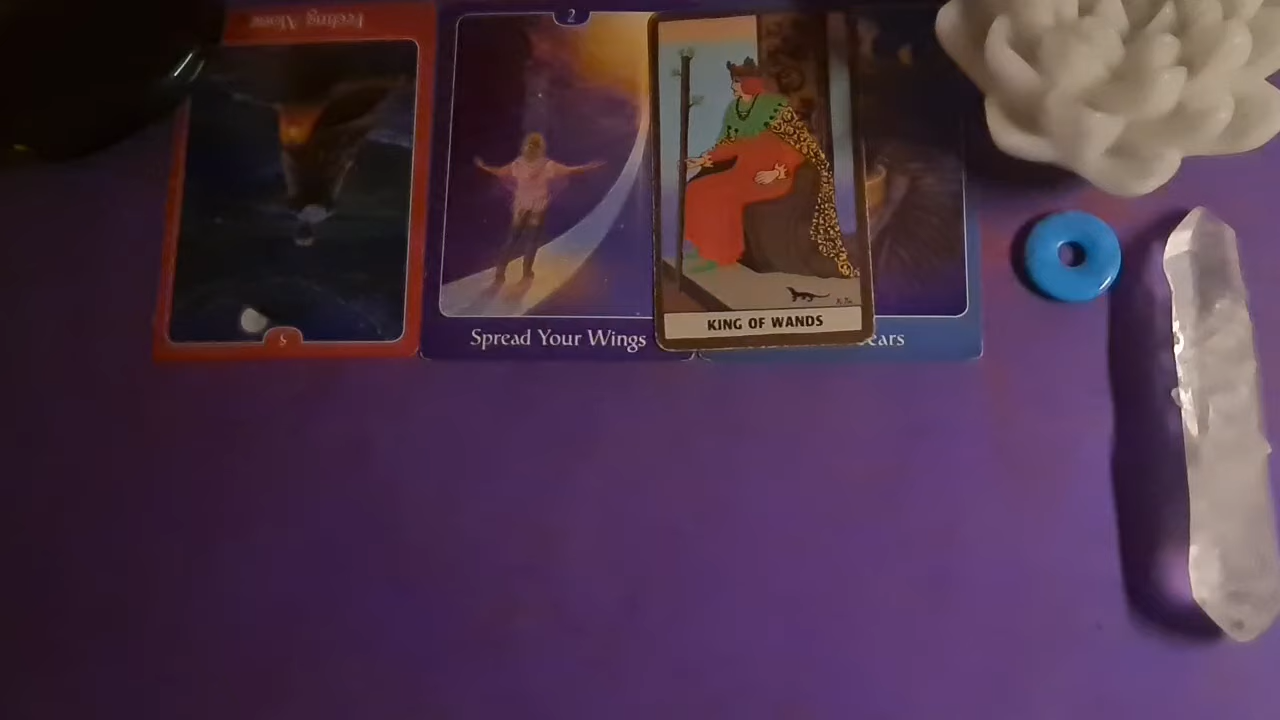 Feeling Alone
2
Spread Your Wings
KING OF WANDS
ears
5